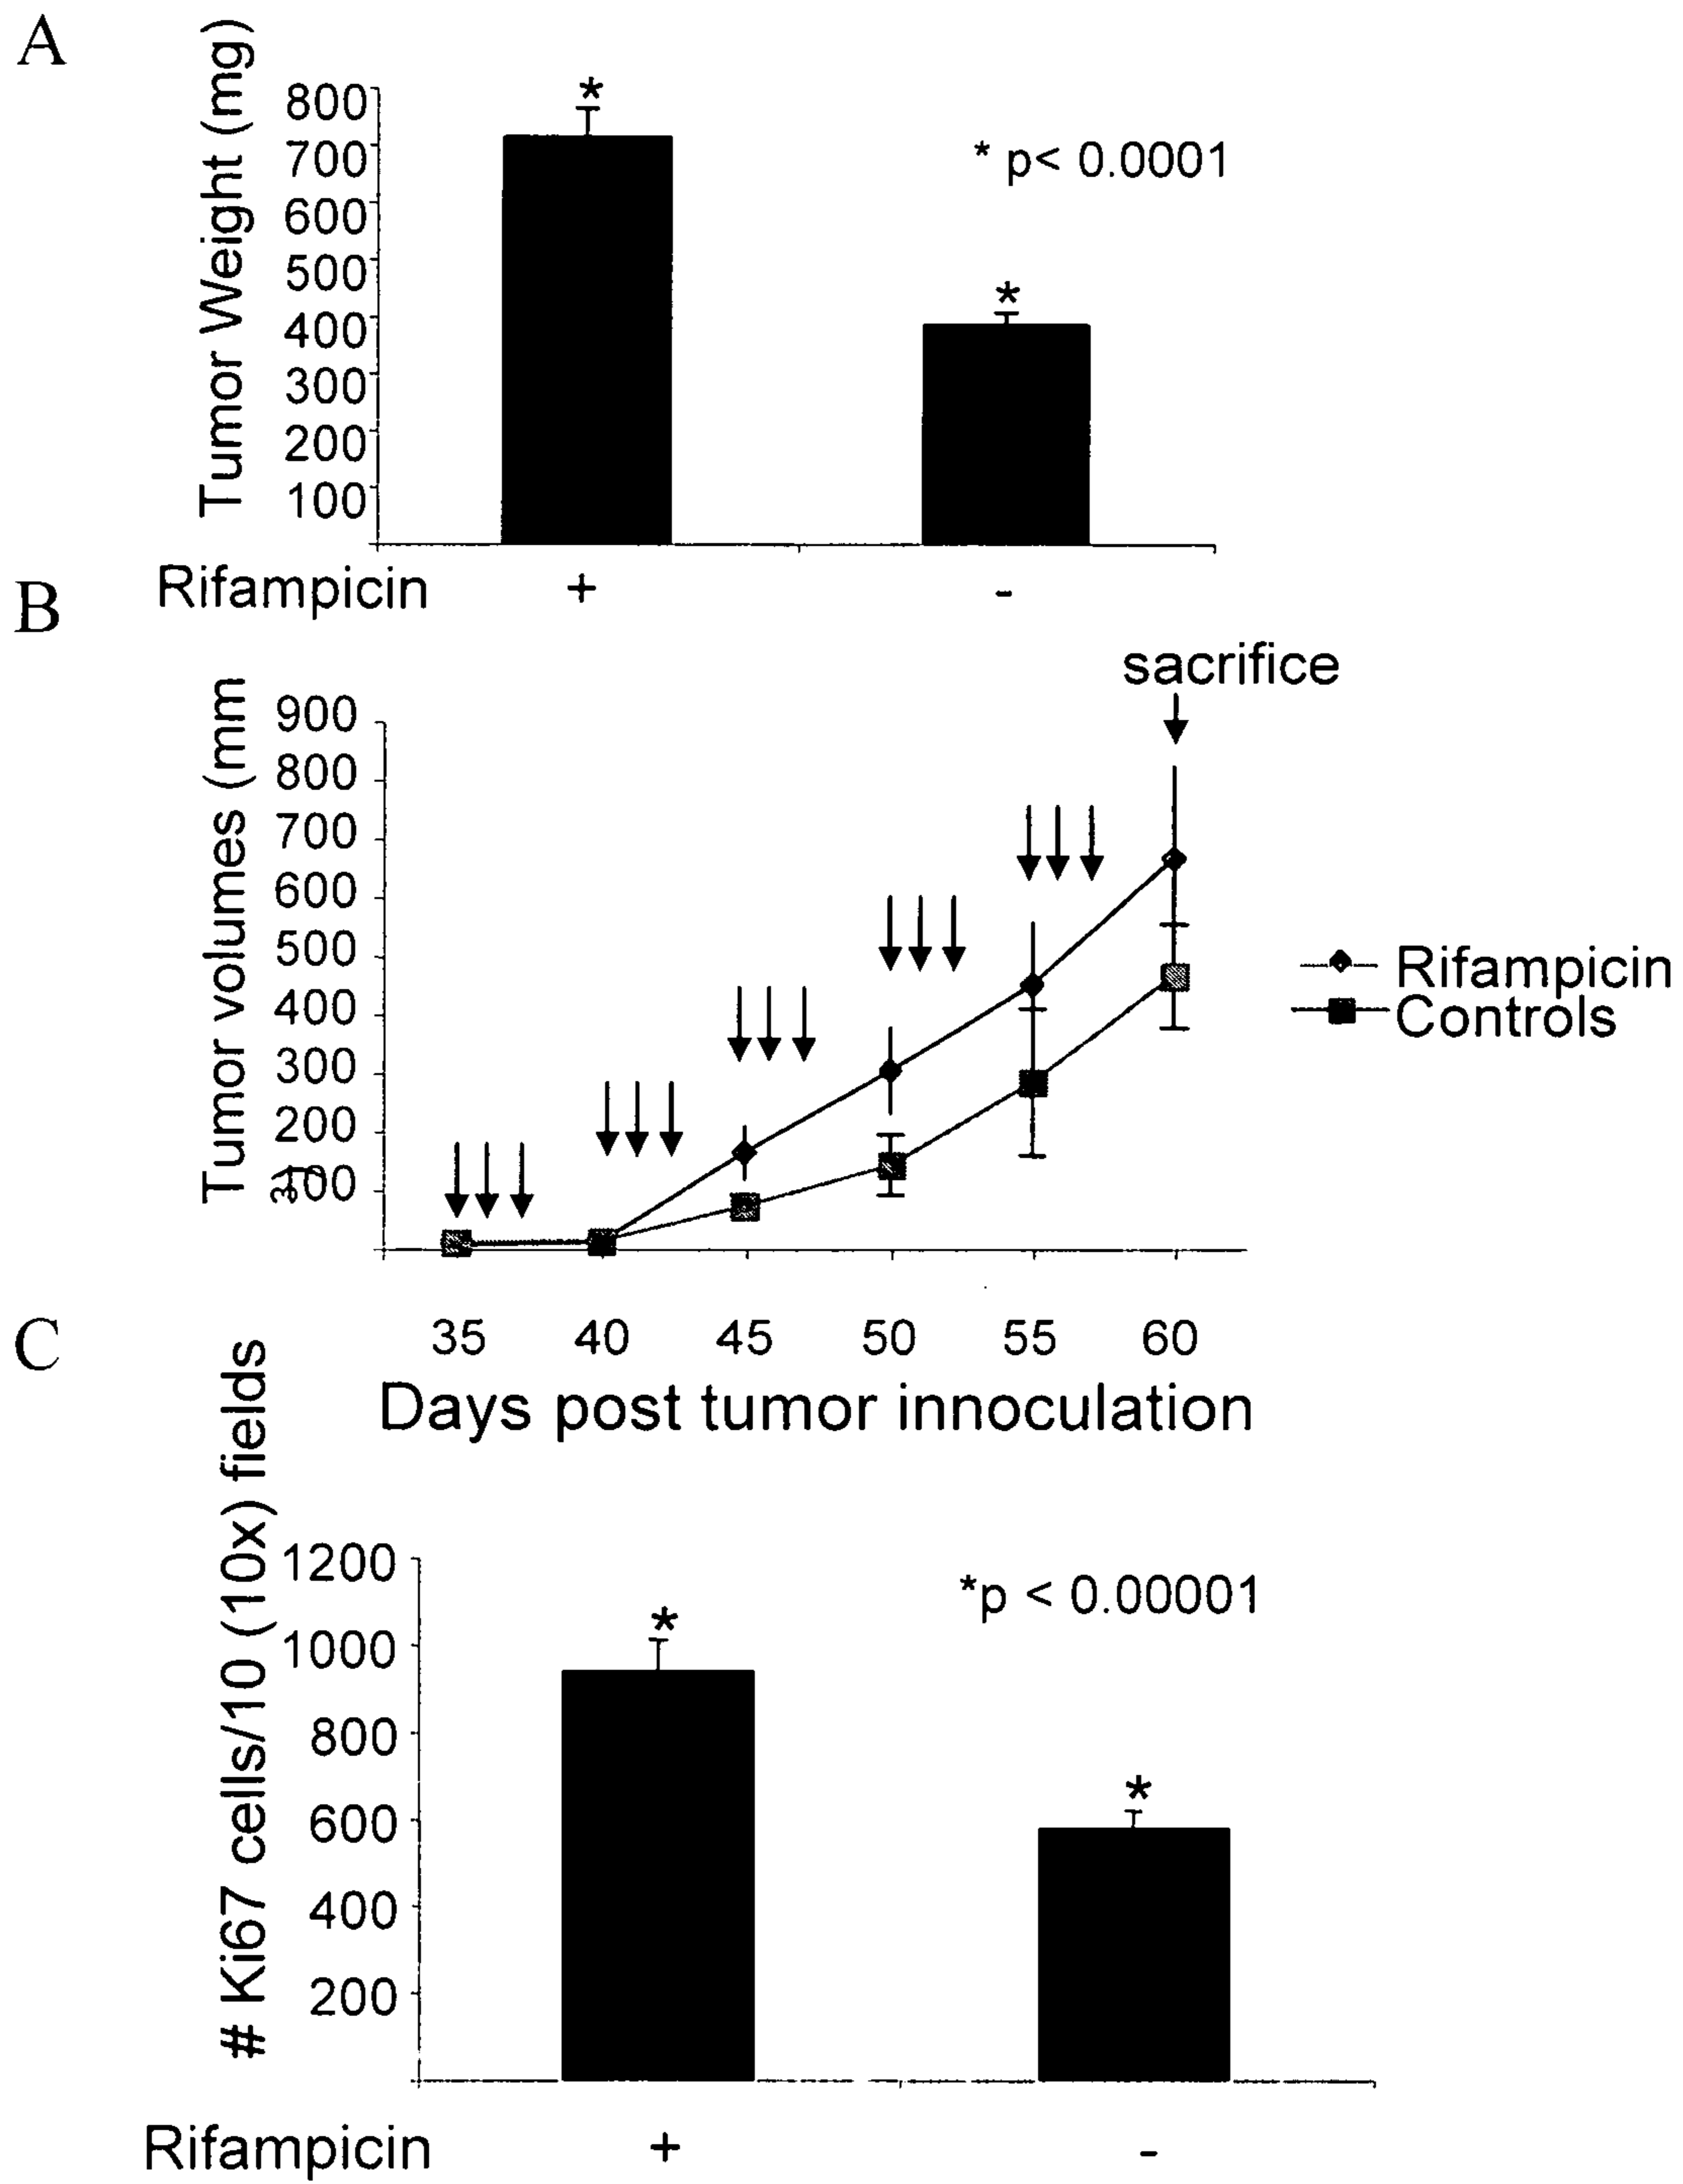 A
Tumor Weight (mg)
800
700
600
500
400
300
200
100
*
*
* p< 0.0001
Rifampicin + -
B
sacrifice
Tumor volumes (mm
3)
900
800
700
600
500
400
300
200
100
Rifampicin
Controls
35 40 45 50 55 60
Days post tumor innoculation
C
# Ki67 cells/10 (10x) fields
1200
1000
800
600
400
200
*
*
*p < 0.00001
Rifampicin + -